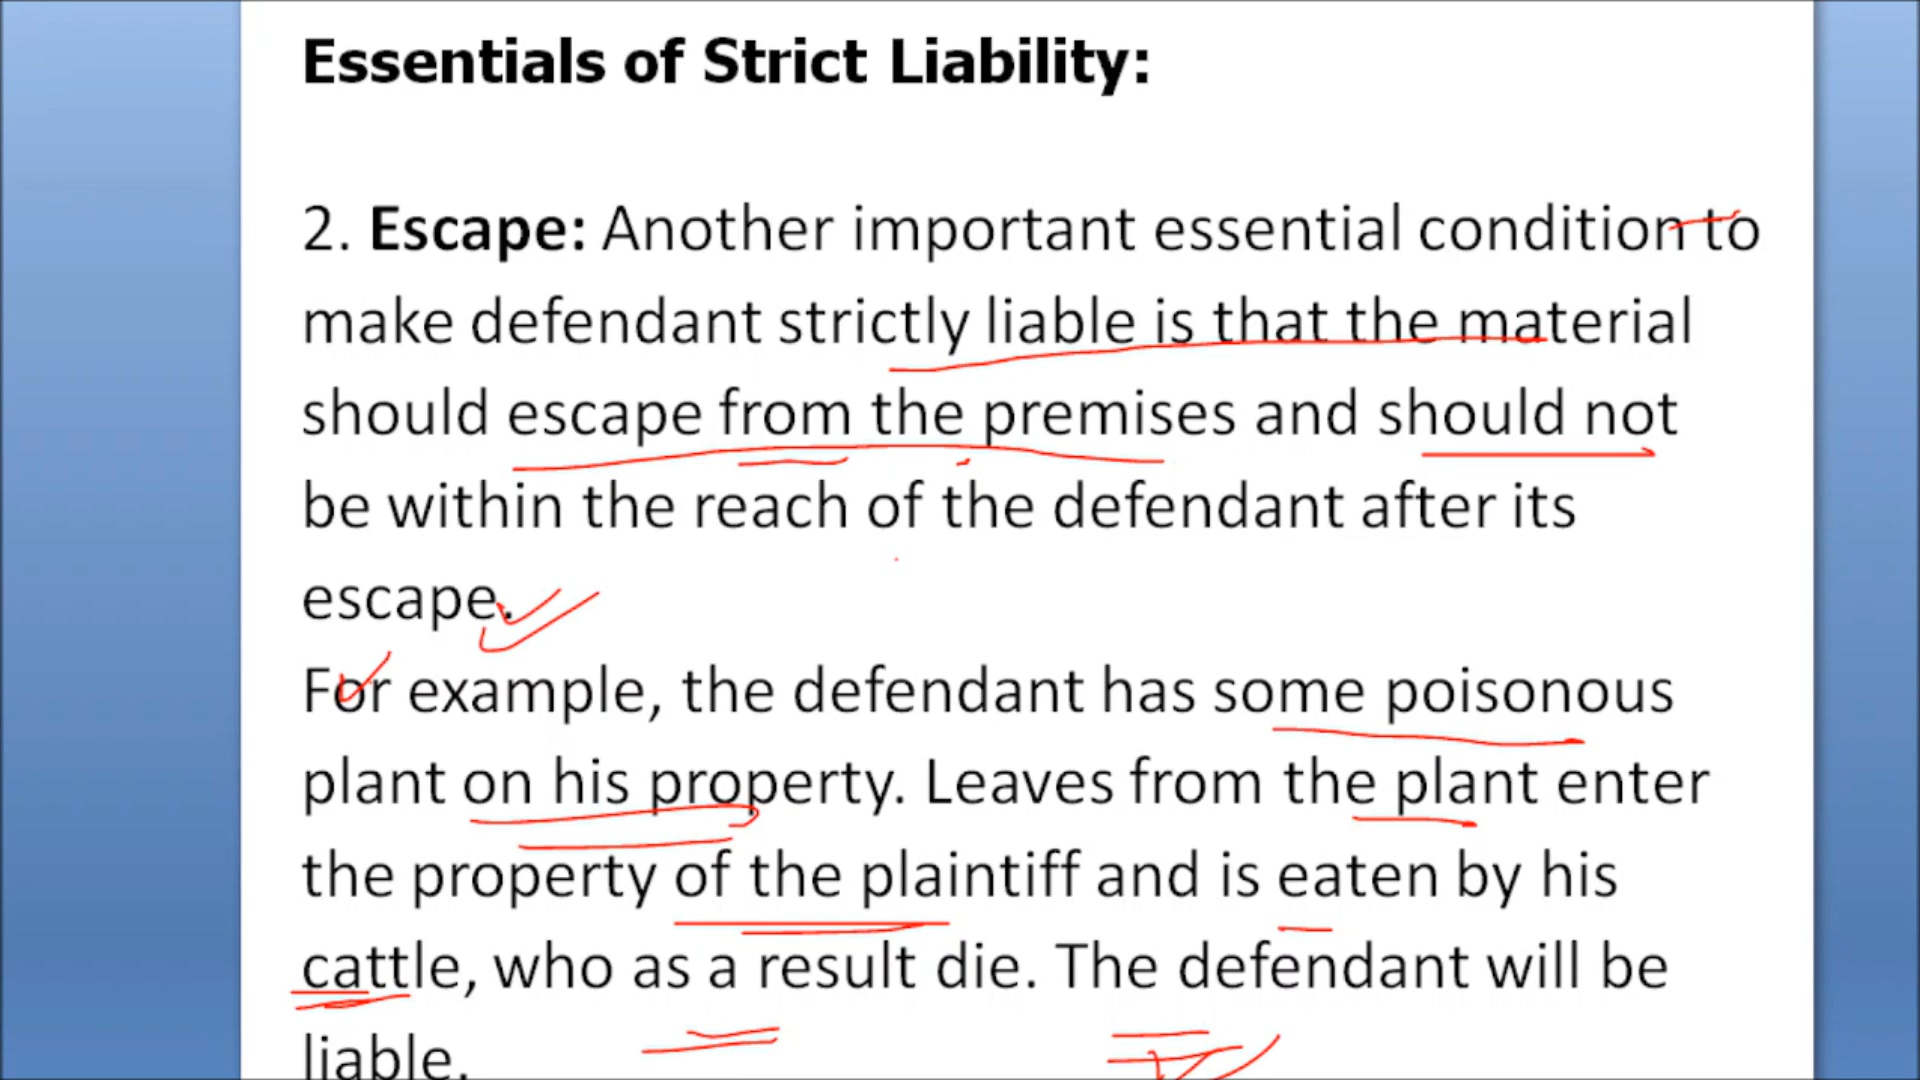 Essentials of Strict Liability:
2. Escape: Another important essential condition to
make defendant strictly liable is that the material
should escape from the premises and should not
be within the reach of the defendant after its
escape.
For example, the defendant has some poisonous
plant on his property. Leaves from the plant enter
the property of the plaintiff and is eaten by his
cattle, who as a result die. The defendant will be
liable.